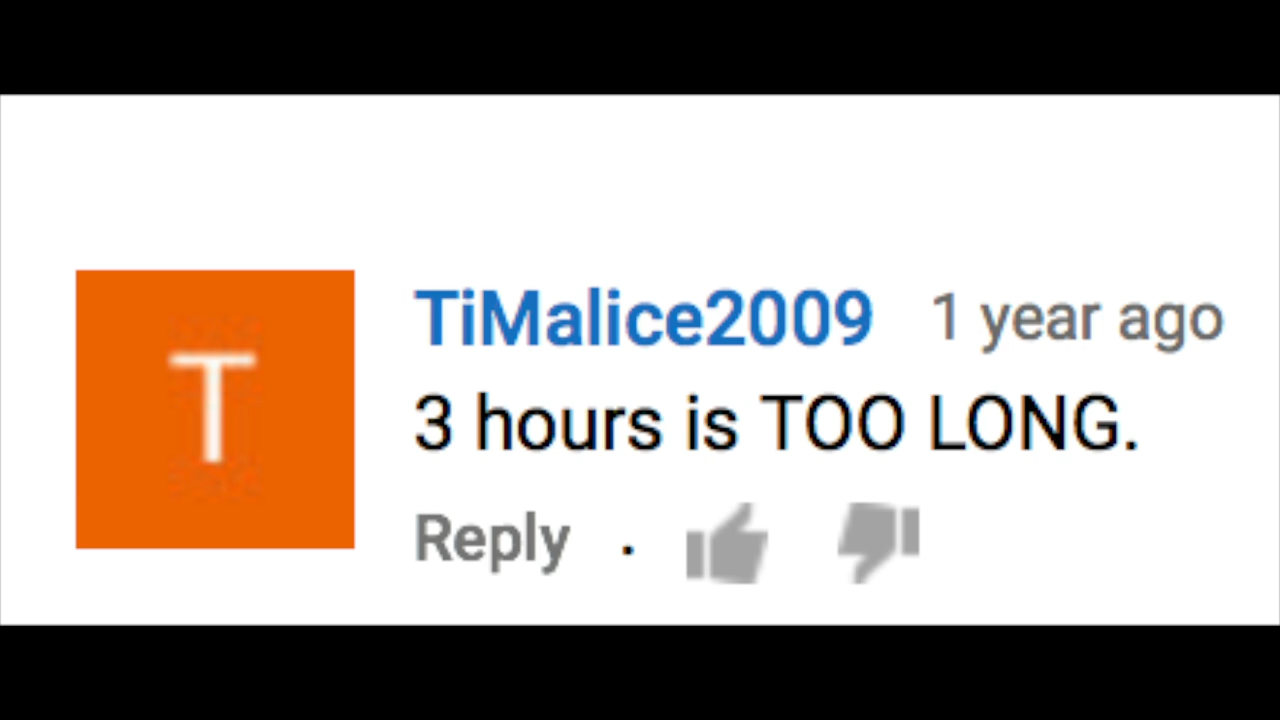 T
TiMalice2009 1 year ago
3 hours is TOO LONG.
Reply .